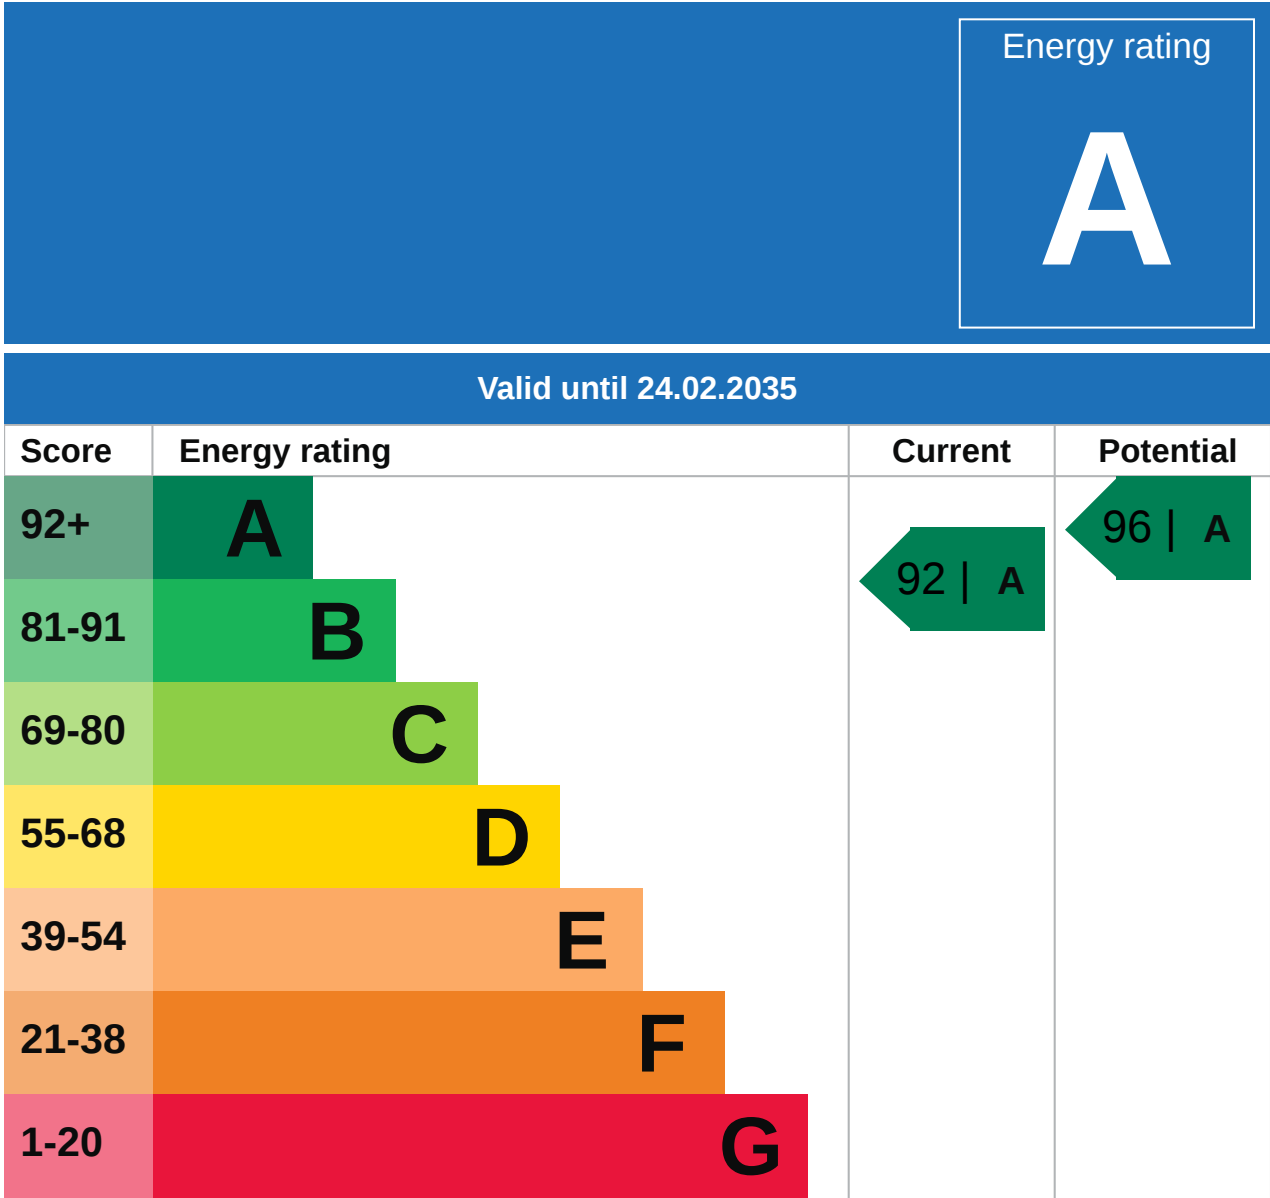 Energy rating
A
Valid until 24.02.2035
Score Energy rating Current Potential
92+ A 92 | A 96 | A
81-91 B
69-80 C
55-68 D
39-54 E
21-38 F
1-20 G